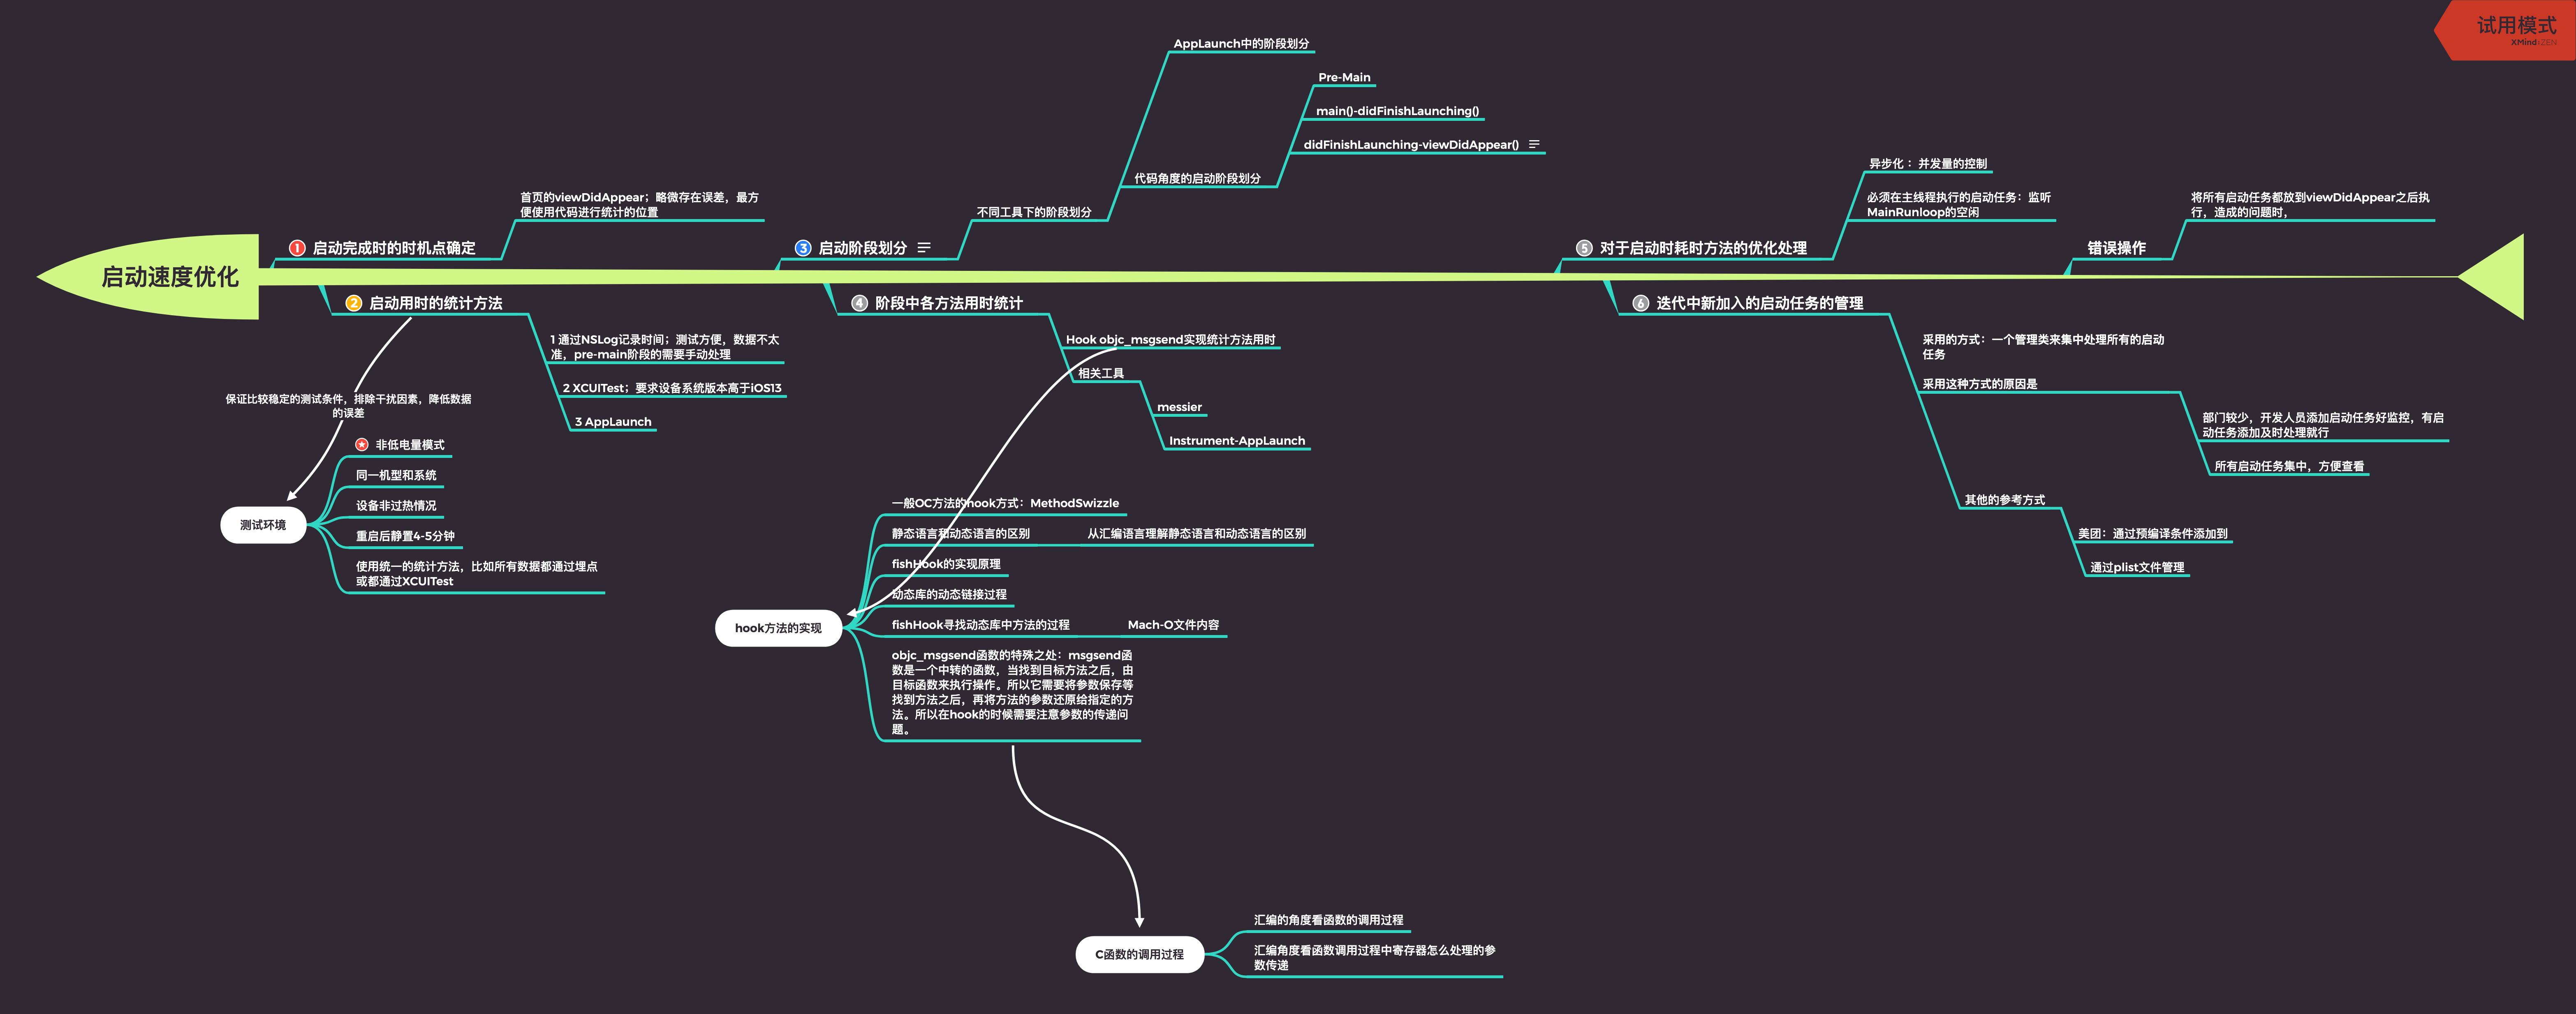 试用模式
XMind:ZEN
启动速度优化
1 启动完成时的时机点确定
首页的viewDidAppear；略微存在误差，最方
便使用代码进行统计的位置
2 启动用时的统计方法
1 通过NSLog记录时间；测试方便，数据不太
准，pre-main阶段的需要手动处理
2 XCUITest；要求设备系统版本高于iOS13
3 AppLaunch
保证比较稳定的测试条件，排除干扰因素，降低数据
的误差
测试环境
非低电量模式
同一机型和系统
设备非过热情况
重启后静置4-5分钟
使用统一的统计方法，比如所有数据都通过埋点
或都通过XCUITest
3 启动阶段划分
不同工具下的阶段划分
AppLaunch中的阶段划分
代码角度的启动阶段划分
Pre-Main
main()-didFinishLaunching()
didFinishLaunching-viewDidAppear()
4 阶段中各方法用时统计
Hook objc_msgsend实现统计方法用时
相关工具
messier
Instrument-AppLaunch
hook方法的实现
一般OC方法的hook方式：MethodSwizzle
静态语言和动态语言的区别
从汇编语言理解静态语言和动态语言的区别
fishHook的实现原理
动态库的动态链接过程
fishHook寻找动态库中方法的过程
Mach-O文件内容
objc_msgsend函数的特殊之处：msgsend函
数是一个中转的函数，当找到目标方法之后，由
目标函数来执行操作。所以它需要将参数保存等
找到方法之后，再将方法的参数还原给指定的方
法。所以在hook的时候需要注意参数的传递问
题。
C函数的调用过程
汇编的角度看函数的调用过程
汇编角度看函数调用过程中寄存器怎么处理的参
数传递
5 对于启动时耗时方法的优化处理
异步化 ：并发量的控制
必须在主线程执行的启动任务：监听
MainRunloop的空闲
6 迭代中新加入的启动任务的管理
采用的方式：一个管理类来集中处理所有的启动
任务
采用这种方式的原因是
部门较少，开发人员添加启动任务好监控，有启
动任务添加及时处理就行
所有启动任务集中，方便查看
其他的参考方式
美团：通过预编译条件添加到
通过plist文件管理
错误操作
将所有启动任务都放到viewDidAppear之后执
行，造成的问题时，